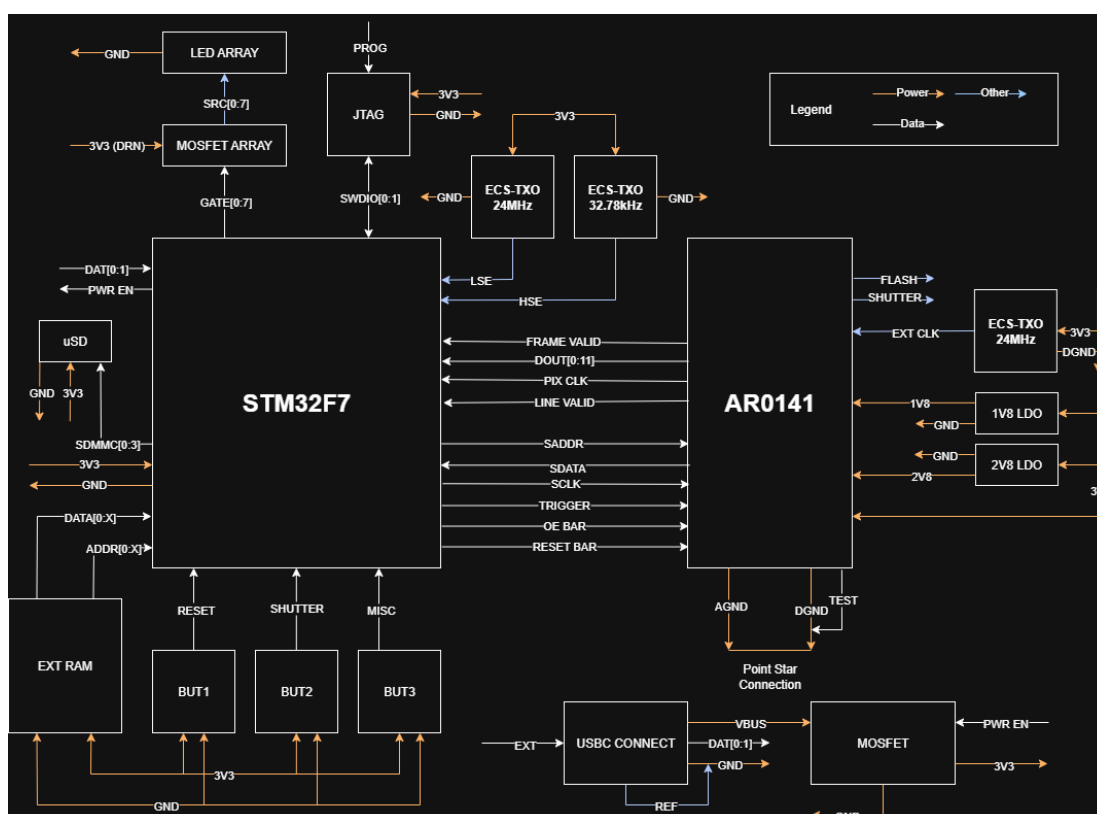 GND
LED ARRAY
SRC[0:7]
3V3 (DRN)
MOSFET ARRAY
GATE[0:7]
PROG
JTAG
3V3
GND
SWDIO[0:1]
3V3
GND
ECS-TXO
24MHz
ECS-TXO
32.78kHz
GND
LSE
HSE
Legend
Power
Other
Data
DAT[0:1]
PWR EN
uSD
GND
3V3
SDMMC[0:3]
3V3
GND
DATA[0:X]
ADDR[0:X]
STM32F7
FRAME VALID
DOUT[0:11]
PIX CLK
LINE VALID
SADDR
SDATA
SCLK
TRIGGER
OE BAR
RESET BAR
AR0141
FLASH
SHUTTER
EXT CLK
ECS-TXO
24MHz
3V3
DGND
1V8
GND
1V8 LDO
GND
2V8
2V8 LDO
AGND
DGND
TEST
Point Star
Connection
EXT RAM
RESET
SHUTTER
MISC
BUT1
BUT2
BUT3
3V3
GND
EXT
USBC CONNECT
VBUS
DAT[0:1]
GND
REF
MOSFET
PWR EN
3V3
GND